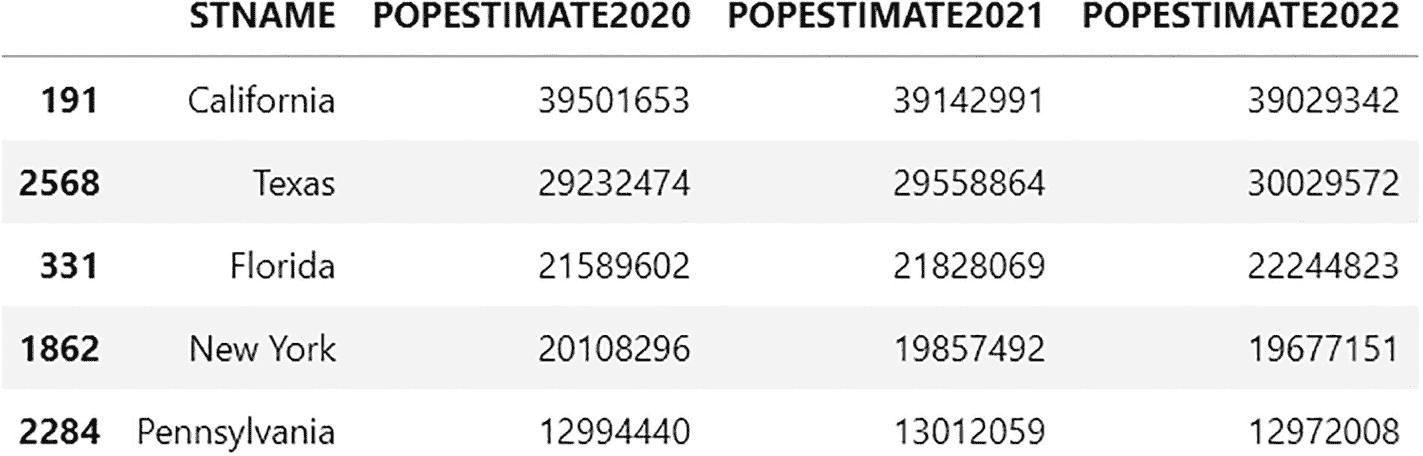 STNAME POPESTIMATE2020 POPESTIMATE2021 POPESTIMATE2022
191 California 39501653 39142991 39029342
2568 Texas 29232474 29558864 30029572
331 Florida 21589602 21828069 22244823
1862 New York 20108296 19857492 19677151
2284 Pennsylvania 12994440 13012059 12972008